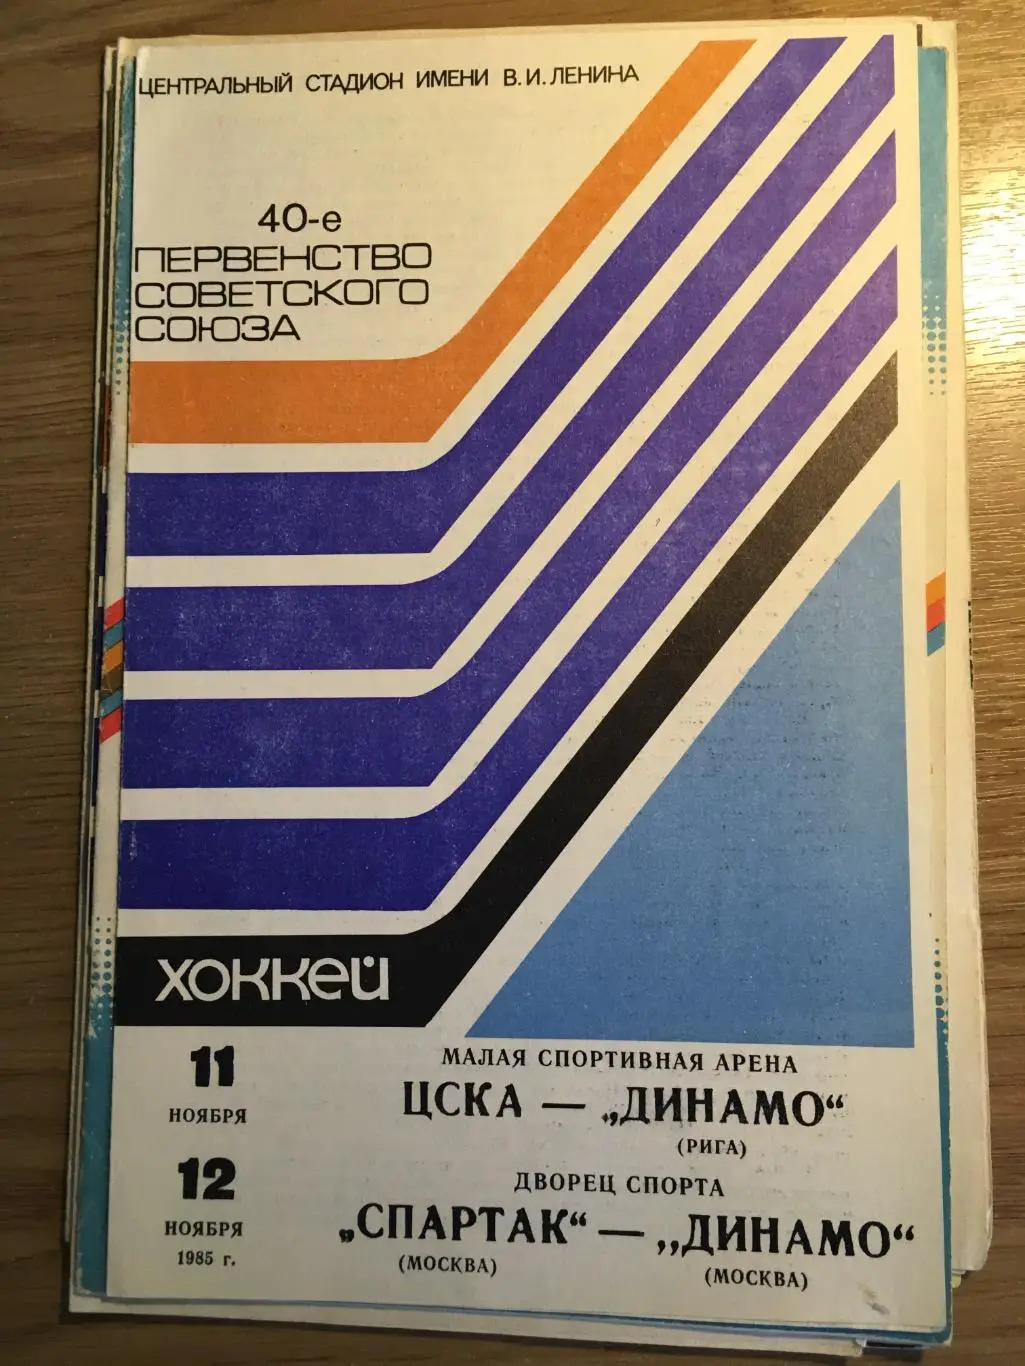 ЦЕНТРАЛЬНЫЙ СТАДИОН ИМЕНИ В.И.ЛЕНИНА
40-е
ПЕРВЕНСТВО
СОВЕТСКОГО
СОЮЗА
ХОККЕЙ
11
НОЯБРЯ
МАЛАЯ СПОРТИВНАЯ АРЕНА
ЦСКА — „ДИНАМО“
(РИГА)
12
НОЯБРЯ
1985 г.
ДВОРЕЦ СПОРТА
„СПАРТАК“ — „ДИНАМО“
(МОСКВА) (МОСКВА)